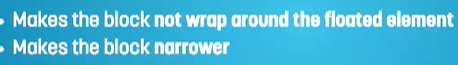 • Makes the block not wrap around the floated element
• Makes the block narrower